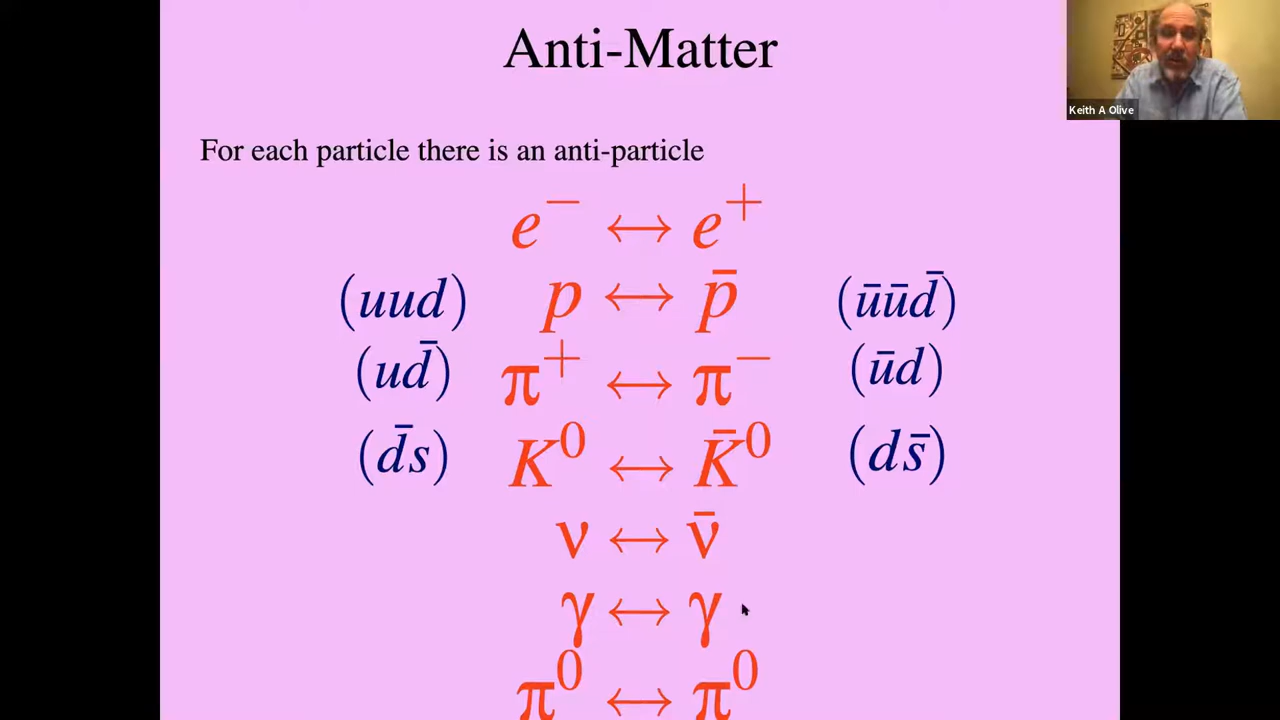 Anti-Matter
Keith A Olive
For each particle there is an anti-particle
e⁻ ↔ e⁺
(uud) p ↔ p̄ (ūūd̄)
(ud̄) π⁺ ↔ π⁻ (ūd)
(d̄s) K⁰ ↔ K̄⁰ (ds̄)
ν ↔ ν̄
γ ↔ γ
π⁰ ↔ π⁰